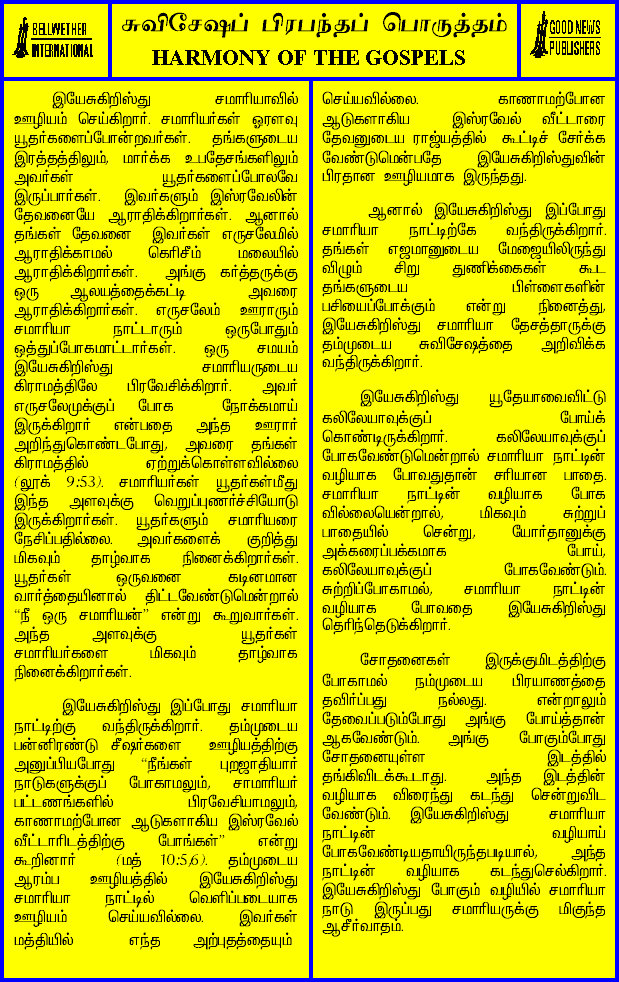 BELLWETHER
INTERNATIONAL
சுவிசேஷப் பிரபந்தப் பொருத்தம்
HARMONY OF THE GOSPELS
GOOD NEWS
PUBLISHERS
இயேசுகிறிஸ்து சமாரியாவில்
ஊழியம் செய்கிறார். சமாரியர்கள் ஓரளவு
யூதர்களைப்போன்றவர்கள். தங்களுடைய
இரத்தத்திலும், மார்க்க உபதேசங்களிலும்
அவர்கள் யூதர்களைப்போலவே
இருப்பார்கள். இவர்களும் இஸ்ரவேலின்
தேவனையே ஆராதிக்கிறார்கள். ஆனால்
தங்கள் தேவனை இவர்கள் எருசலேமில்
ஆராதிக்காமல் கெரிசீம் மலையில்
ஆராதிக்கிறார்கள். அங்கு கர்த்தருக்கு
ஒரு ஆலயத்தைக்கட்டி அவரை
ஆராதிக்கிறார்கள். எருசலேம் ஊராரும்
சமாரியா நாட்டாரும் ஒருபோதும்
ஒத்துப்போகமாட்டார்கள். ஒரு சமயம்
இயேசுகிறிஸ்து சமாரியருடைய
கிராமத்திலே பிரவேசிக்கிறார். அவர்
எருசலேமுக்குப் போக நோக்கமாய்
இருக்கிறார் என்பதை அந்த ஊரார்
அறிந்துகொண்டபோது, அவரை தங்கள்
கிராமத்தில் ஏற்றுக்கொள்ளவில்லை
(லூக் 9:53). சமாரியர்கள் யூதர்கள்மீது
இந்த அளவுக்கு வெறுப்புணர்ச்சியோடு
இருக்கிறார்கள். யூதர்களும் சமாரியரை
நேசிப்பதில்லை. அவர்களைக் குறித்து
மிகவும் தாழ்வாக நினைக்கிறார்கள்.
யூதர்கள் ஒருவனை கடினமான
வார்த்தையினால் திட்டவேண்டுமென்றால்
“நீ ஒரு சமாரியன்” என்று கூறுவார்கள்.
அந்த அளவுக்கு யூதர்கள்
சமாரியர்களை மிகவும் தாழ்வாக
நினைக்கிறார்கள்.
இயேசுகிறிஸ்து இப்போது சமாரியா
நாட்டிற்கு வந்திருக்கிறார். தம்முடைய
பன்னிரண்டு சீஷர்களை ஊழியத்திற்கு
அனுப்பியபோது “நீங்கள் புறஜாதியார்
நாடுகளுக்குப் போகாமலும், சாமாரியர்
பட்டணங்களில் பிரவேசியாமலும்,
காணாமற்போன ஆடுகளாகிய இஸ்ரவேல்
வீட்டாரிடத்திற்கு போங்கள்” என்று
கூறினார் (மத் 10:5,6). தம்முடைய
ஆரம்ப ஊழியத்தில் இயேசுகிறிஸ்து
சமாரியா நாட்டில் வெளிப்படையாக
ஊழியம் செய்யவில்லை. இவர்கள்
மத்தியில் எந்த அற்புதத்தையும்
செய்யவில்லை. காணாமற்போன
ஆடுகளாகிய இஸ்ரவேல் வீட்டாரை
தேவனுடைய ராஜ்யத்தில் கூட்டிச் சேர்க்க
வேண்டுமென்பதே இயேசுகிறிஸ்துவின்
பிரதான ஊழியமாக இருந்தது.
ஆனால் இயேசுகிறிஸ்து இப்போது
சமாரியா நாட்டிற்கே வந்திருக்கிறார்.
தங்கள் எஜமானுடைய மேஜையிலிருந்து
விழும் சிறு துணிக்கைகள் கூட
தங்களுடைய பிள்ளைகளின்
பசியைப்போக்கும் என்று நினைத்து,
இயேசுகிறிஸ்து சமாரியா தேசத்தாருக்கு
தம்முடைய சுவிசேஷத்தை அறிவிக்க
வந்திருக்கிறார்.
இயேசுகிறிஸ்து யூதேயாவைவிட்டு
கலிலேயாவுக்குப் போய்க்
கொண்டிருக்கிறார். கலிலேயாவுக்குப்
போகவேண்டுமென்றால் சமாரியா நாட்டின்
வழியாக போவதுதான் சரியான பாதை.
சமாரியா நாட்டின் வழியாக போக
வில்லையென்றால், மிகவும் சுற்றுப்
பாதையில் சென்று, யோர்தானுக்கு
அக்கரைப்பக்கமாக போய்,
கலிலேயாவுக்குப் போகவேண்டும்.
சுற்றிப்போகாமல், சமாரியா நாட்டின்
வழியாக போவதை இயேசுகிறிஸ்து
தெரிந்தெடுக்கிறார்.
சோதனைகள் இருக்குமிடத்திற்கு
போகாமல் நம்முடைய பிரயாணத்தை
தவிர்ப்பது நல்லது. என்றாலும்
தேவைப்படும்போது அங்கு போய்த்தான்
ஆகவேண்டும். அங்கு போகும்போது
சோதனையுள்ள இடத்தில்
தங்கிவிடக்கூடாது. அந்த இடத்தின்
வழியாக விரைந்து கடந்து சென்றுவிட
வேண்டும். இயேசுகிறிஸ்து சமாரியா
நாட்டின் வழியாய்
போகவேண்டியதாயிருந்தபடியால், அந்த
நாட்டின் வழியாக கடந்துசெல்கிறார்.
இயேசுகிறிஸ்து போகும் வழியில் சமாரியா
நாடு இருப்பது சமாரியருக்கு மிகுந்த
ஆசீர்வாதம்.